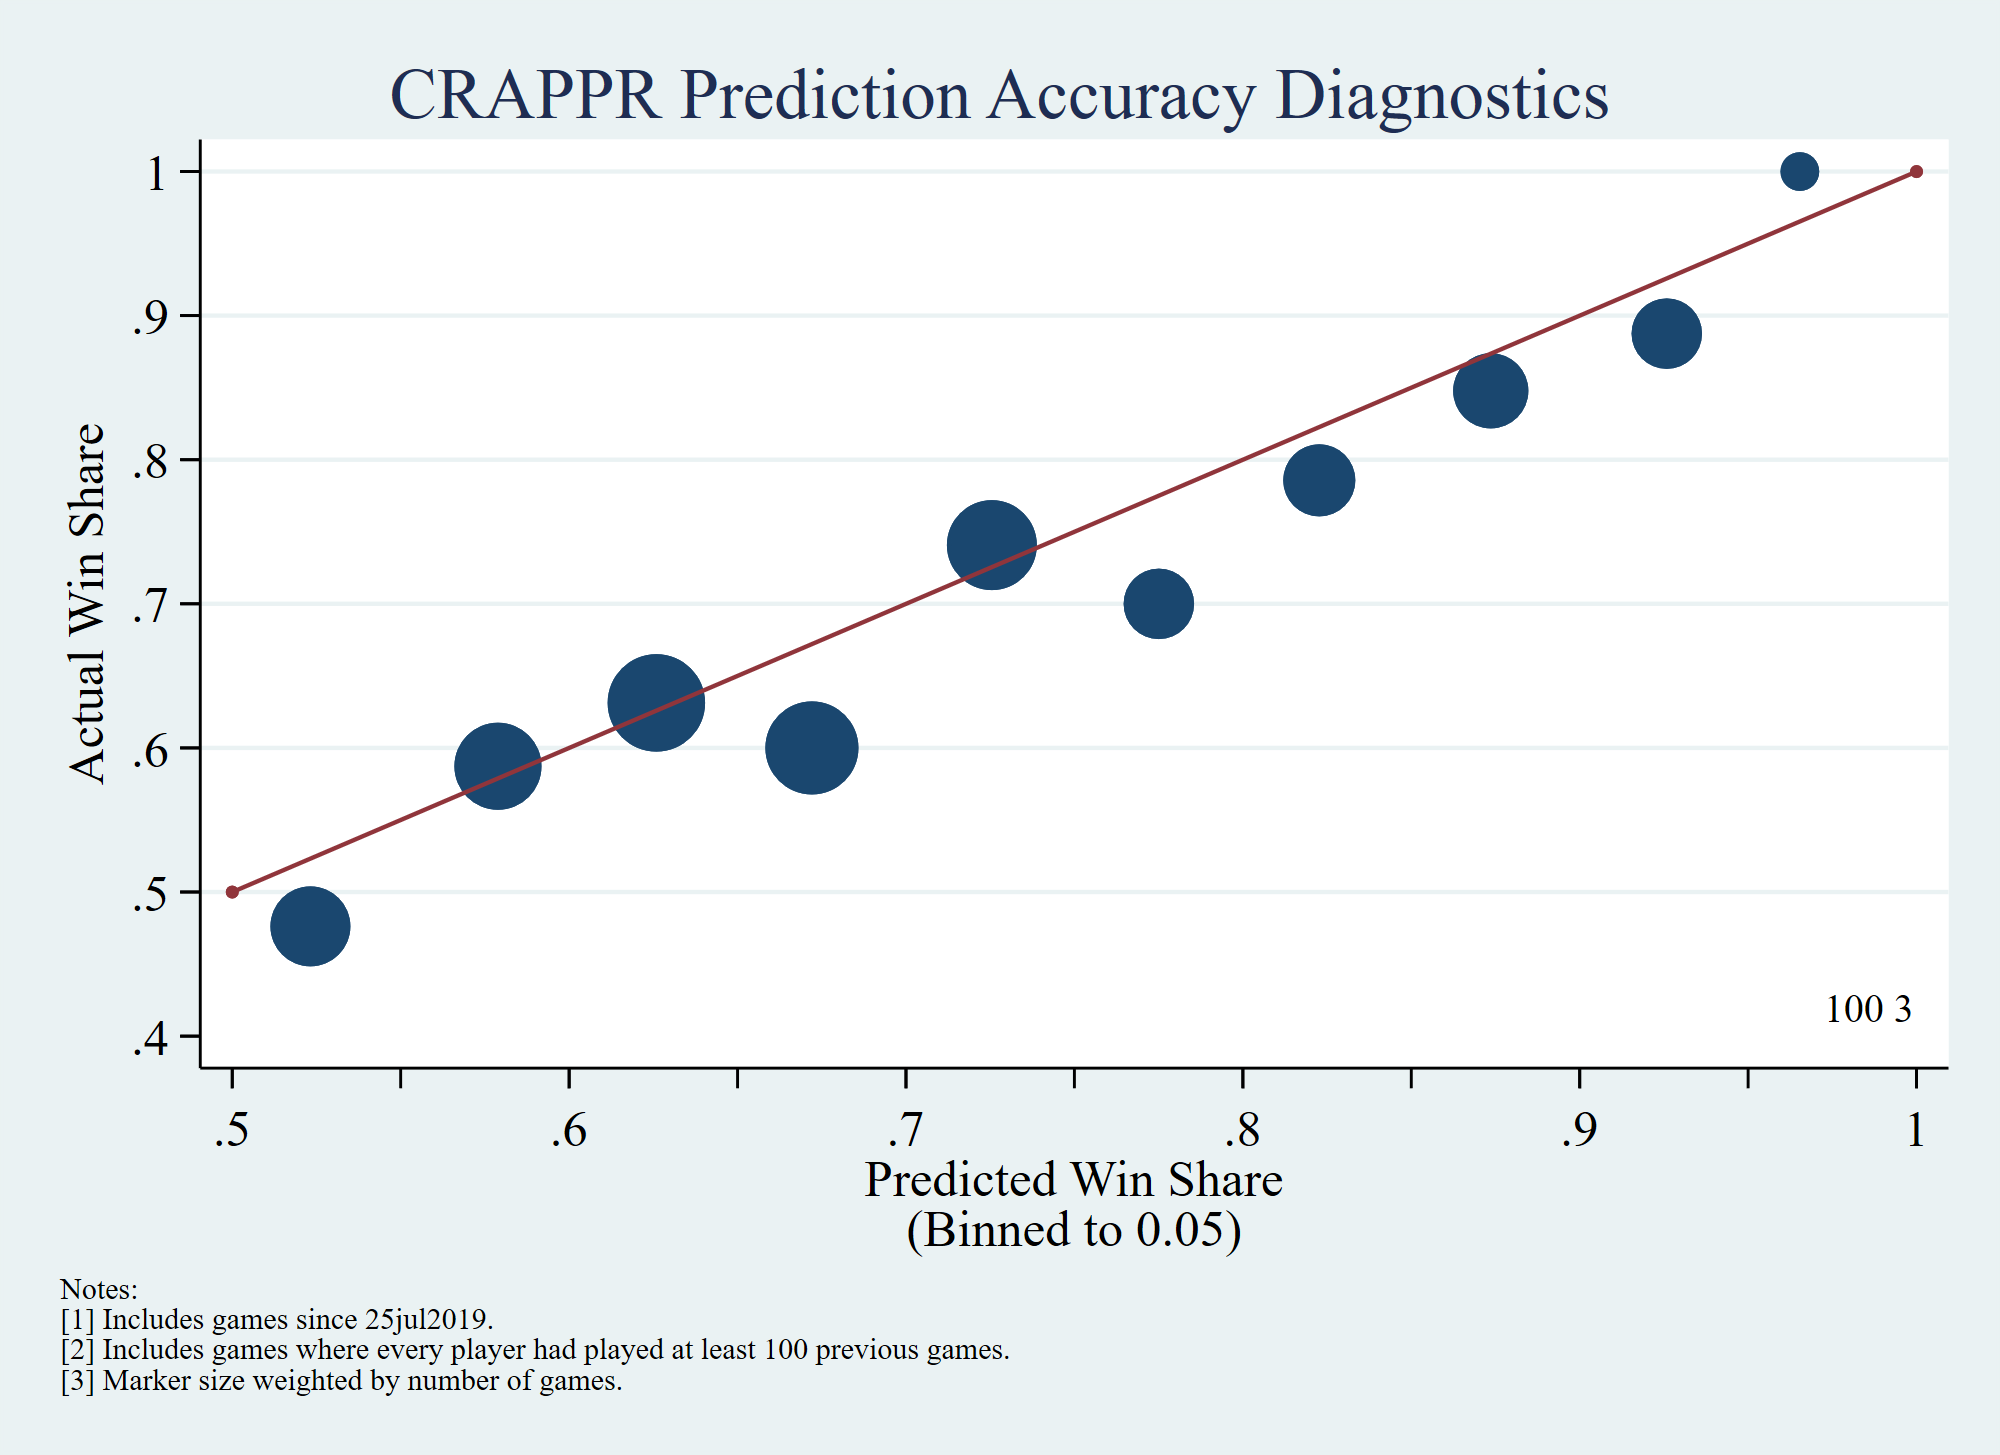 CRAPPR Prediction Accuracy Diagnostics
1
.9
.8
.7
.6
.5
.4
Actual Win Share
100 3
.5 .6 .7 .8 .9 1
Predicted Win Share
(Binned to 0.05)
Notes:
[1] Includes games since 25jul2019.
[2] Includes games where every player had played at least 100 previous games.
[3] Marker size weighted by number of games.